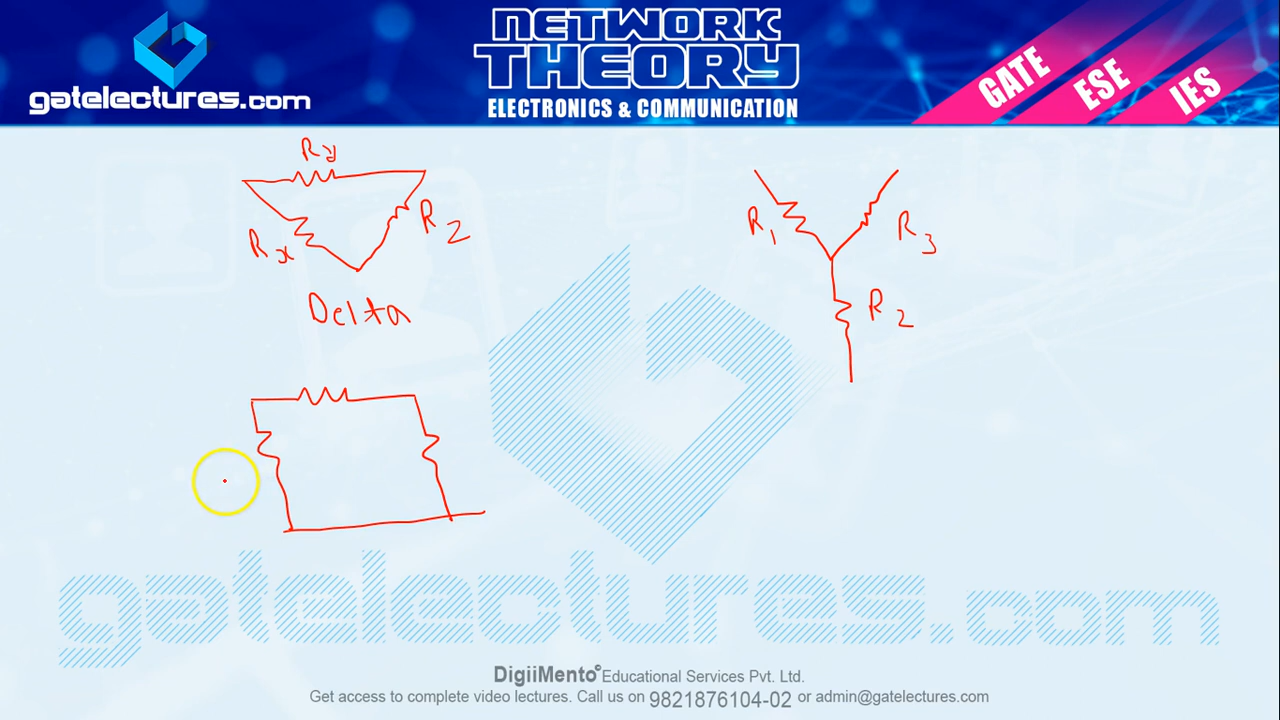 gatelectures.com
NETWORK
THEORY
ELECTRONICS & COMMUNICATION
GATE
ESE
IES
Ry
Rx
RZ
Delta
R1
R3
R2
gatelectures.com
DigiiMento© Educational Services Pvt. Ltd.
Get access to complete video lectures. Call us on 9821876104-02 or admin@gatelectures.com